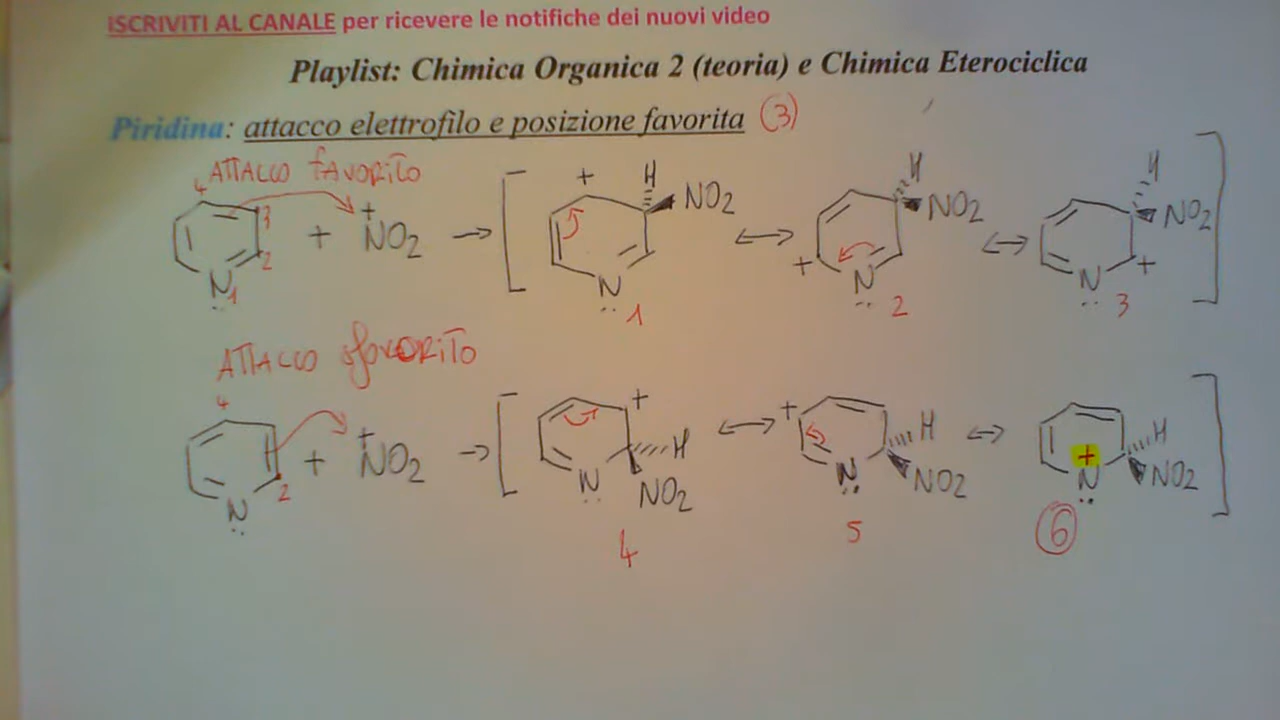 ISCRIVITI AL CANALE per ricevere le notifiche dei nuovi video
Playlist: Chimica Organica 2 (teoria) e Chimica Eterociclica
Piridina: attacco elettrofilo e posizione favorita (3)
ATTACCO fAVORITO
4 3 2 N 1 + +NO2 + H NO2 N 1 + H NO2 N 2 H NO2 + N 3
ATTACCO SfAVORITO
4 2 N + +NO2 + H NO2 N 4 + H NO2 N 5 + H NO2 N 6